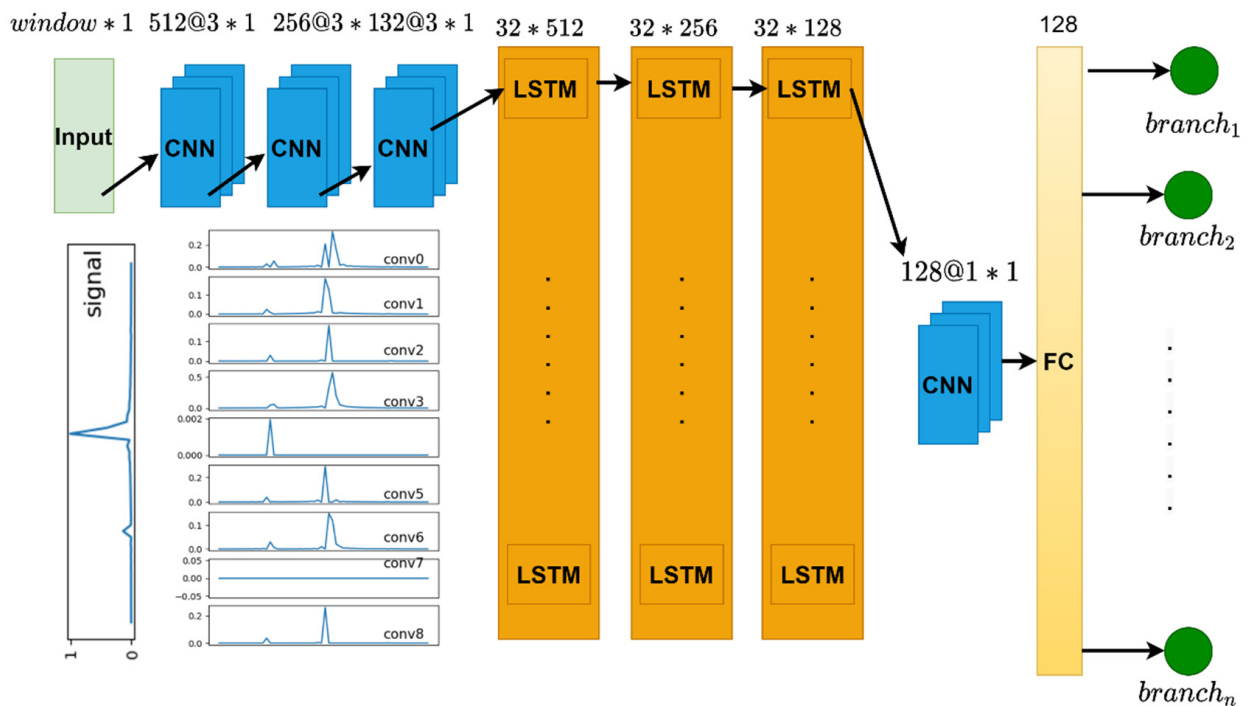 window * 1 512@3 * 1 256@3 * 132@3 * 1 32 * 512 32 * 256 32 * 128 128
Input CNN CNN CNN LSTM LSTM LSTM
branch1
branch2
signal
1 0
0.2
0.0
conv0
0.1
0.0
conv1
0.1
0.0
conv2
0.5
0.0
conv3
0.002
0.000
0.2
0.0
conv5
0.1
0.0
conv6
0.05
0.00
-0.05
conv7
0.2
0.0
conv8
128@1 * 1
CNN
FC
LSTM LSTM LSTM
branchn